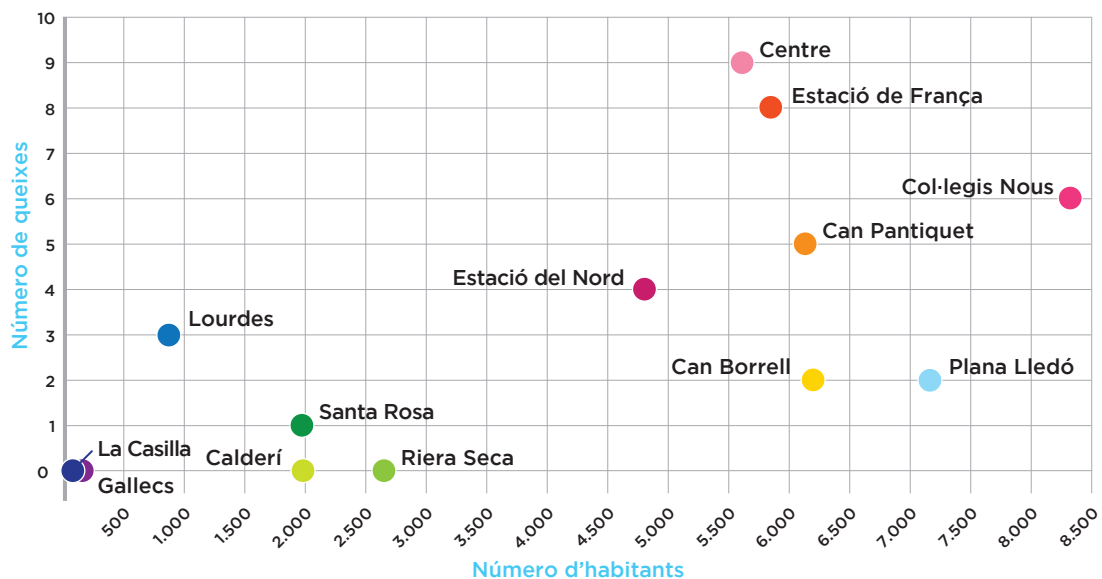 10
9
8
7
6
5
4
3
2
1
0
Número de queixes
Centre
Estació de França
Col·legis Nous
Can Pantiquet
Estació del Nord
Lourdes
Can Borrell
Plana Lledó
Santa Rosa
La Casilla
Calderí
Riera Seca
Gallecs
500
1.000
1.500
2.000
2.500
3.000
3.500
4.000
4.500
5.000
5.500
6.000
6.500
7.000
7.500
8.000
8.500
Número d’habitants